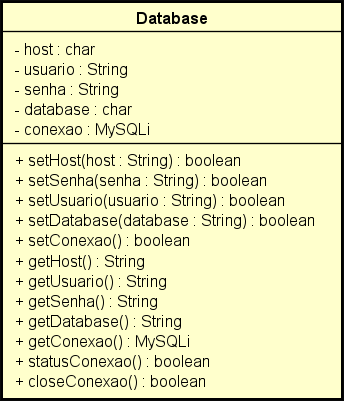 Database
- host : char
- usuario : String
- senha : String
- database : char
- conexao : MySQLi
+ setHost(host : String) : boolean
+ setSenha(senha : String) : boolean
+ setUsuario(usuario : String) : boolean
+ setDatabase(database : String) : boolean
+ setConexao() : boolean
+ getHost() : String
+ getUsuario() : String
+ getSenha() : String
+ getDatabase() : String
+ getConexao() : MySQLi
+ statusConexao() : boolean
+ closeConexao() : boolean